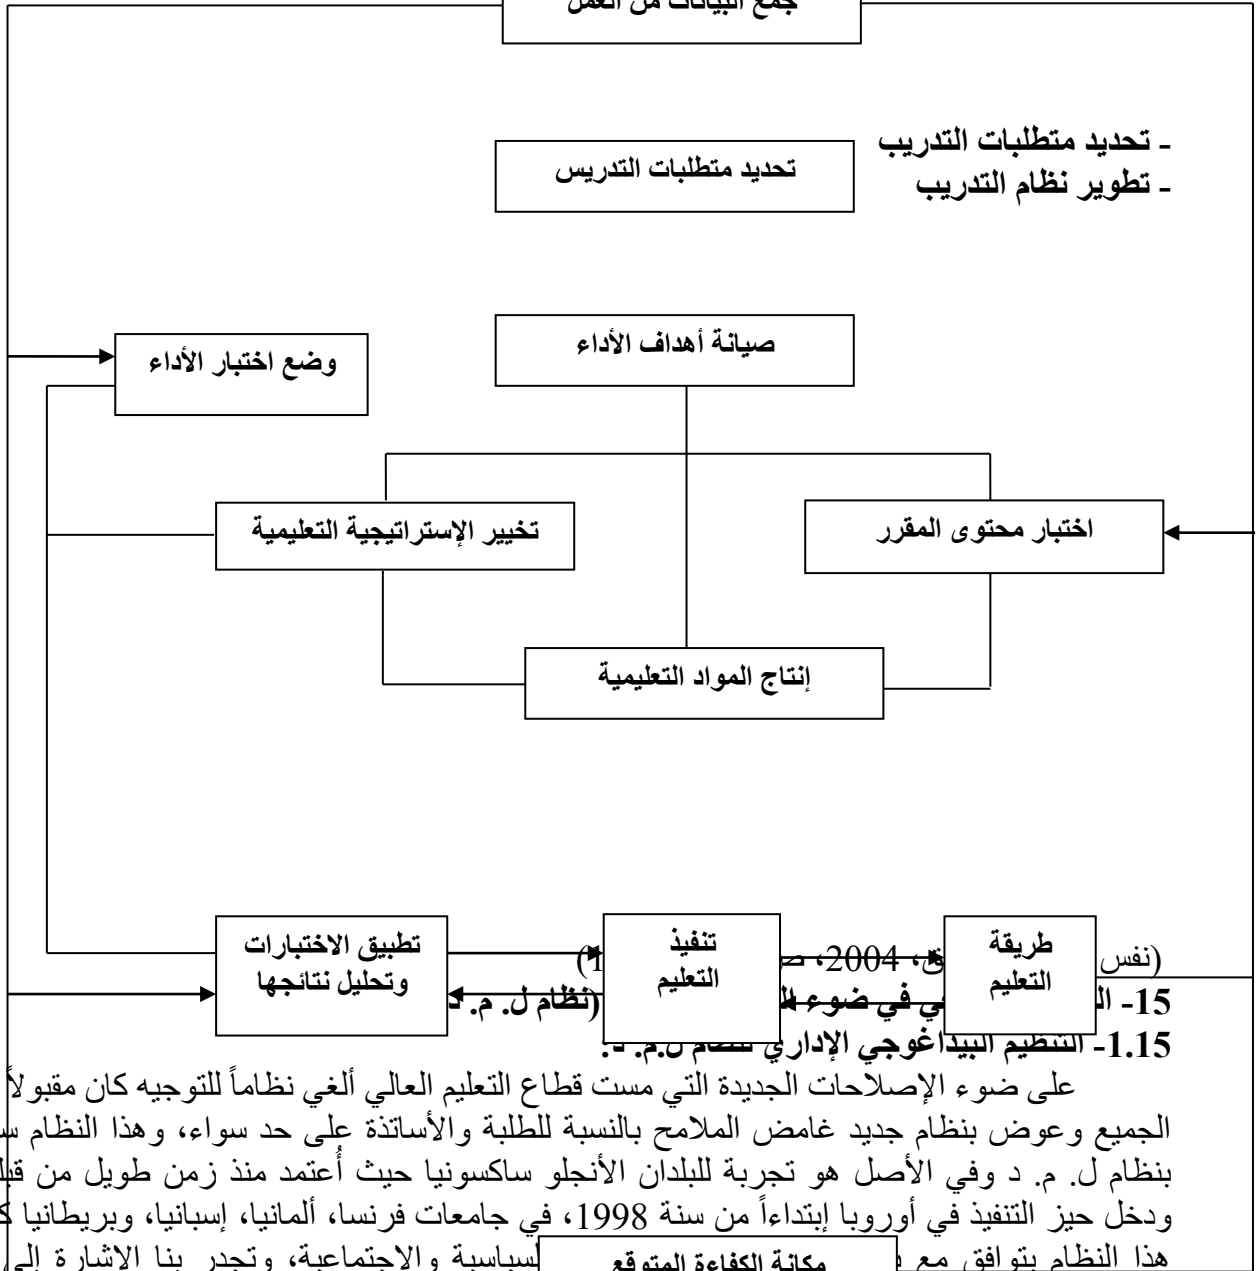 جمع البيانات من العمل
- تحديد متطلبات التدريب
- تطوير نظام التدريب
تحديد متطلبات التدريس
صيانة أهداف الأداء
وضع اختبار الأداء
تخيير الإستراتيجية التعليمية
اختبار محتوى المقرر
إنتاج المواد التعليمية
طريقة
التعليم
تنفيذ
التعليم
تطبيق الاختبارات
وتحليل نتائجها
(نفس 2004،
15- في ضوء (نظام ل. م. د
1.15- التنظيم البيداغوجي الإداري لنظام ل.م. د:
على ضوء الإصلاحات الجديدة التي مست قطاع التعليم العالي ألغي نظاماً للتوجيه كان مقبولاً
الجميع وعوض بنظام جديد غامض الملامح بالنسبة للطلبة والأساتذة على حد سواء، وهذا النظام
بنظام ل. م. د وفي الأصل هو تجربة للبلدان الأنجلو ساكسونيا حيث أُعتمد منذ زمن طويل من
ودخل حيز التنفيذ في أوروبا إبتداءاً من سنة 1998، في جامعات فرنسا، ألمانيا، إسبانيا، وبريطانيا
هذا النظام يتوافق مع لسياسية والاجتماعية، وتجدر بنا الاشارة إلى
مكانة الكفاءة المتوقع